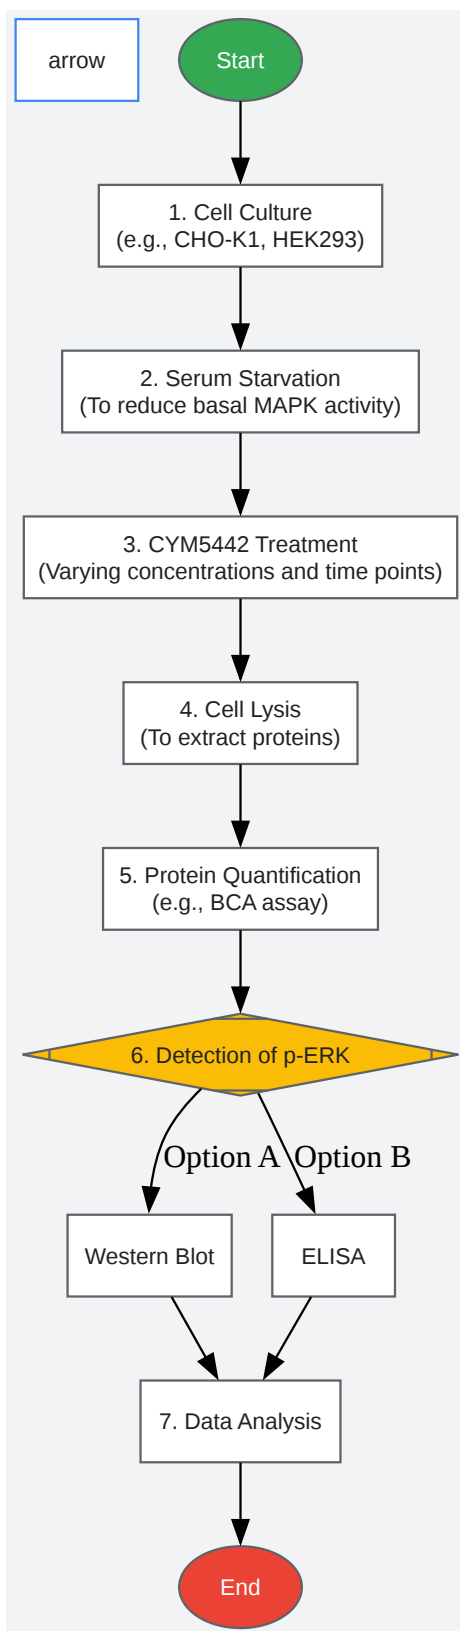 arrow
Start
1. Cell Culture
(e.g., CHO-K1, HEK293)
2. Serum Starvation
(To reduce basal MAPK activity)
3. CYM5442 Treatment
(Varying concentrations and time points)
4. Cell Lysis
(To extract proteins)
5. Protein Quantification
(e.g., BCA assay)
6. Detection of p-ERK
Option A
Option B
Western Blot
ELISA
7. Data Analysis
End